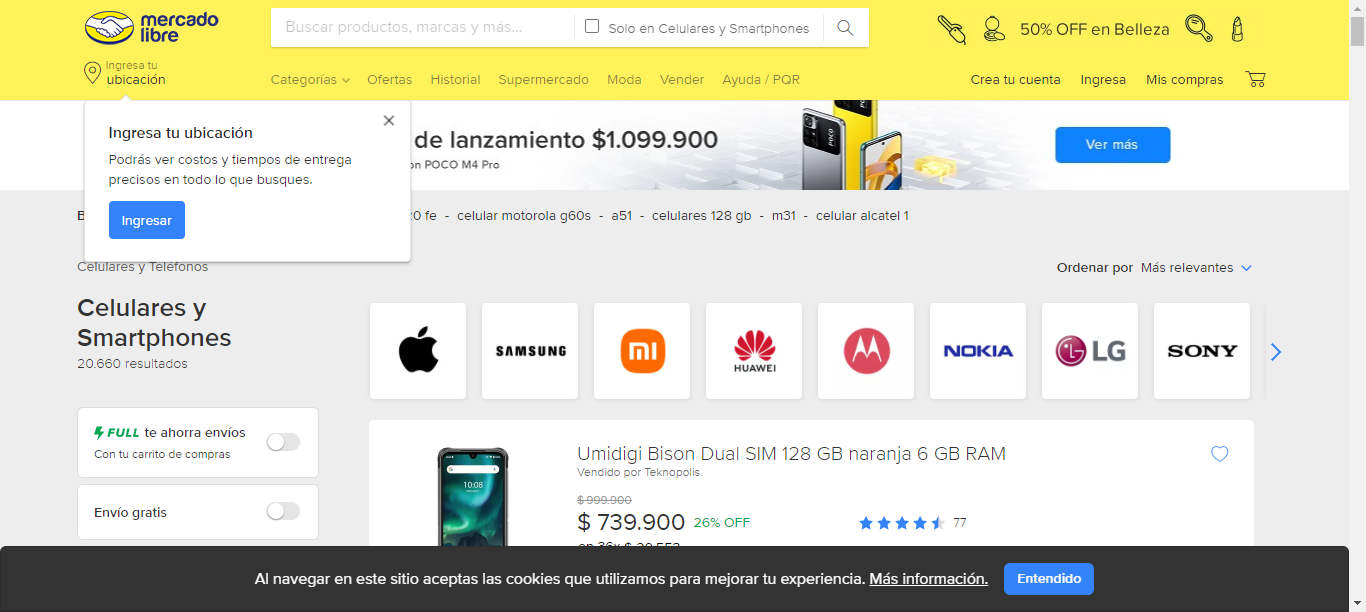 mercado
libre
Buscar productos, marcas y más...
Solo en Celulares y Smartphones
50% OFF en Belleza
Ingresa tu
ubicación
Categorías
Ofertas
Historial
Supermercado
Moda
Vender
Ayuda / PQR
Crea tu cuenta
Ingresa
Mis compras
Ingresa tu ubicación
Podrás ver costos y tiempos de entrega
precisos en todo lo que busques.
Ingresar
de lanzamiento $1.099.900
POCO M4 Pro
POCO
Ver más
fe - celular motorola g60s - a51 - celulares 128 gb - m31 - celular alcatel 1
Celulares y Teléfonos
Ordenar por Más relevantes
Celulares y
Smartphones
20.660 resultados
SAMSUNG
mi
HUAWEI
NOKIA
LG
SONY
FULL te ahorra envíos
Con tu carrito de compras
Envío gratis
Umidigi Bison Dual SIM 128 GB naranja 6 GB RAM
Vendido por Teknopolis
$ 999.900
$ 739.900 26% OFF
77
10:08
en 36x $ 20.553
Al navegar en este sitio aceptas las cookies que utilizamos para mejorar tu experiencia. Más información.
Entendido